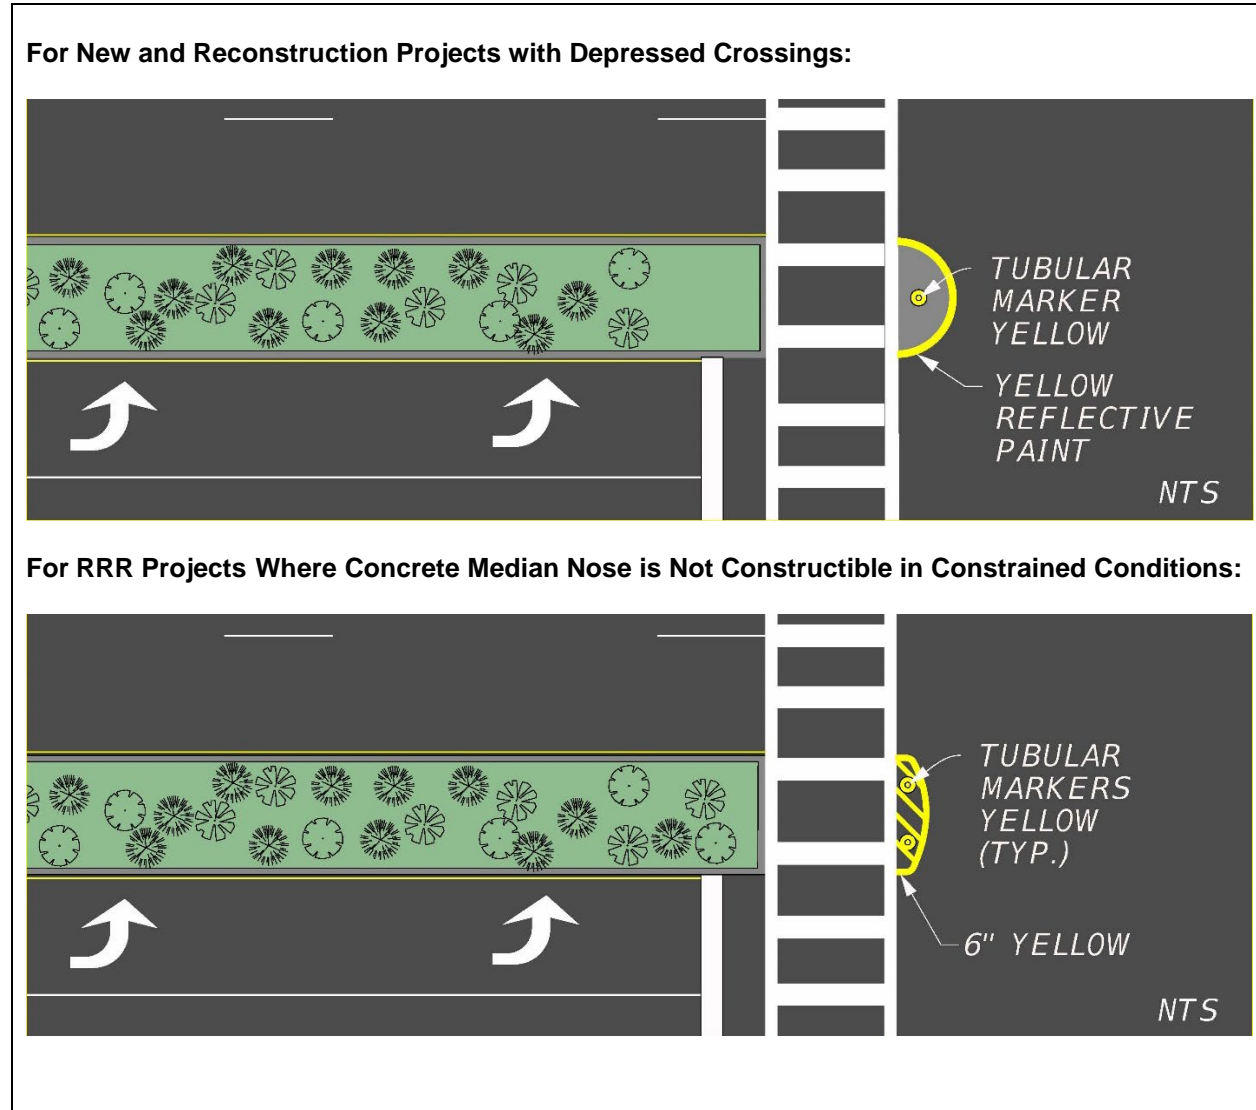 For New and Reconstruction Projects with Depressed Crossings:
TUBULAR
MARKER
YELLOW
YELLOW
REFLECTIVE
PAINT
NTS
For RRR Projects Where Concrete Median Nose is Not Constructible in Constrained Conditions:
TUBULAR
MARKERS
YELLOW
(TYP.)
6" YELLOW
NTS